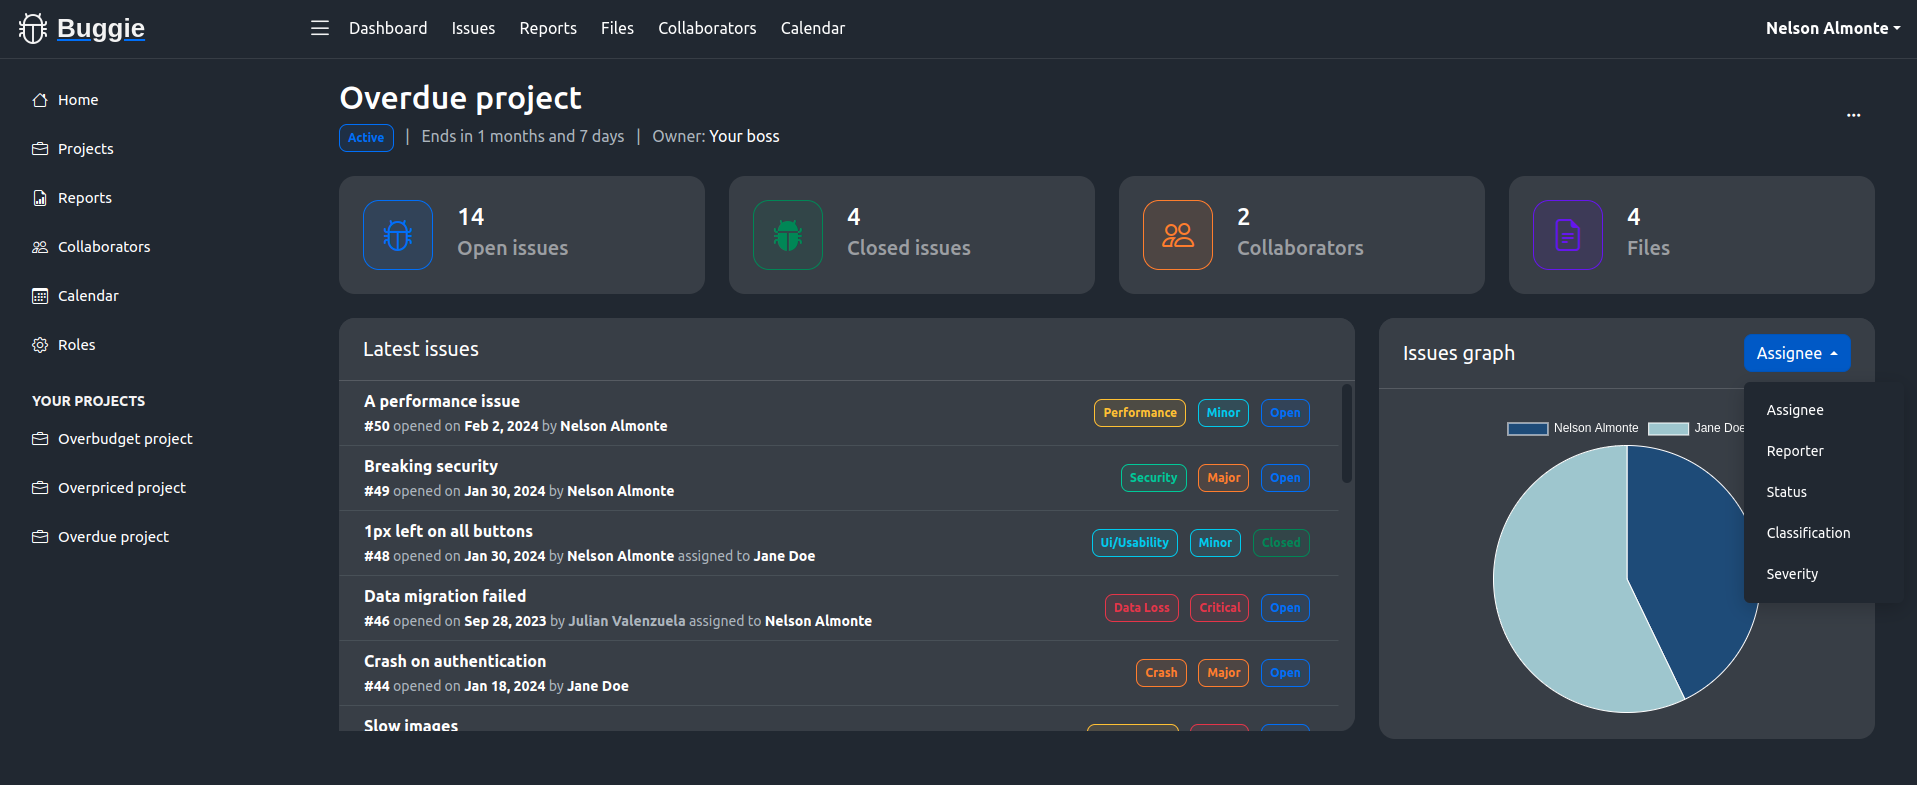 Buggie
Dashboard Issues Reports Files Collaborators Calendar
Nelson Almonte
Home
Projects
Reports
Collaborators
Calendar
Roles
YOUR PROJECTS
Overbudget project
Overpriced project
Overdue project
Overdue project
...
Active | Ends in 1 months and 7 days | Owner: Your boss
14
Open issues
4
Closed issues
2
Collaborators
4
Files
Latest issues
A performance issue
#50 opened on Feb 2, 2024 by Nelson Almonte
Performance Minor Open
Breaking security
#49 opened on Jan 30, 2024 by Nelson Almonte
Security Major Open
1px left on all buttons
#48 opened on Jan 30, 2024 by Nelson Almonte assigned to Jane Doe
Ui/Usability Minor Closed
Data migration failed
#46 opened on Sep 28, 2023 by Julian Valenzuela assigned to Nelson Almonte
Data Loss Critical Open
Crash on authentication
#44 opened on Jan 18, 2024 by Jane Doe
Crash Major Open
Slow images
Issues graph
Assignee
Assignee
Reporter
Status
Classification
Severity
Nelson Almonte Jane Doe